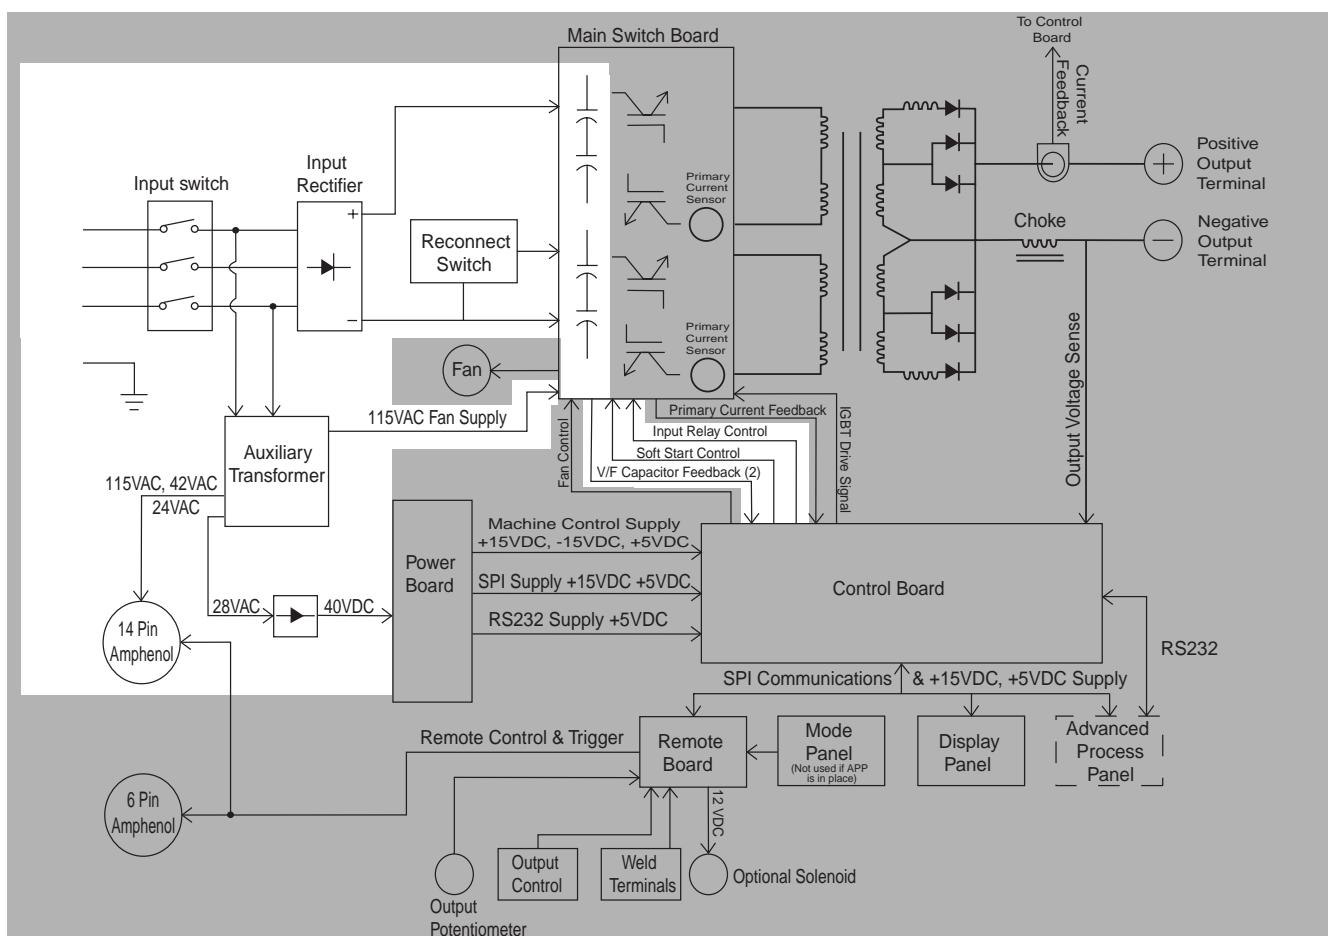 To Control
Board
Main Switch Board
Current
Feedback
Input
Rectifier
Input switch
Positive
Output
Terminal
Primary
Current
Sensor
+
+
Reconnect
Switch
Choke
Negative
Output
Terminal
−
−
Primary
Current
Sensor
Output Voltage Sense
Fan
115VAC Fan Supply
Primary Current Feedback
Input Relay Control
Soft Start Control
V/F Capacitor Feedback (2)
Fan Control
IGBT Drive Signal
Auxiliary
Transformer
115VAC, 42VAC
24VAC
Machine Control Supply
+15VDC, -15VDC, +5VDC
Power
Board
SPI Supply +15VDC +5VDC
Control Board
28VAC
40VDC
RS232 Supply +5VDC
14 Pin
Amphenol
RS232
SPI Communications
& +15VDC, +5VDC Supply
Remote Control & Trigger
Remote
Board
Mode
Panel
(Not used if APP
is in place)
Display
Panel
Advanced
Process
Panel
6 Pin
Amphenol
12 VDC
Output
Control
Weld
Terminals
Optional Solenoid
Output
Potentiometer